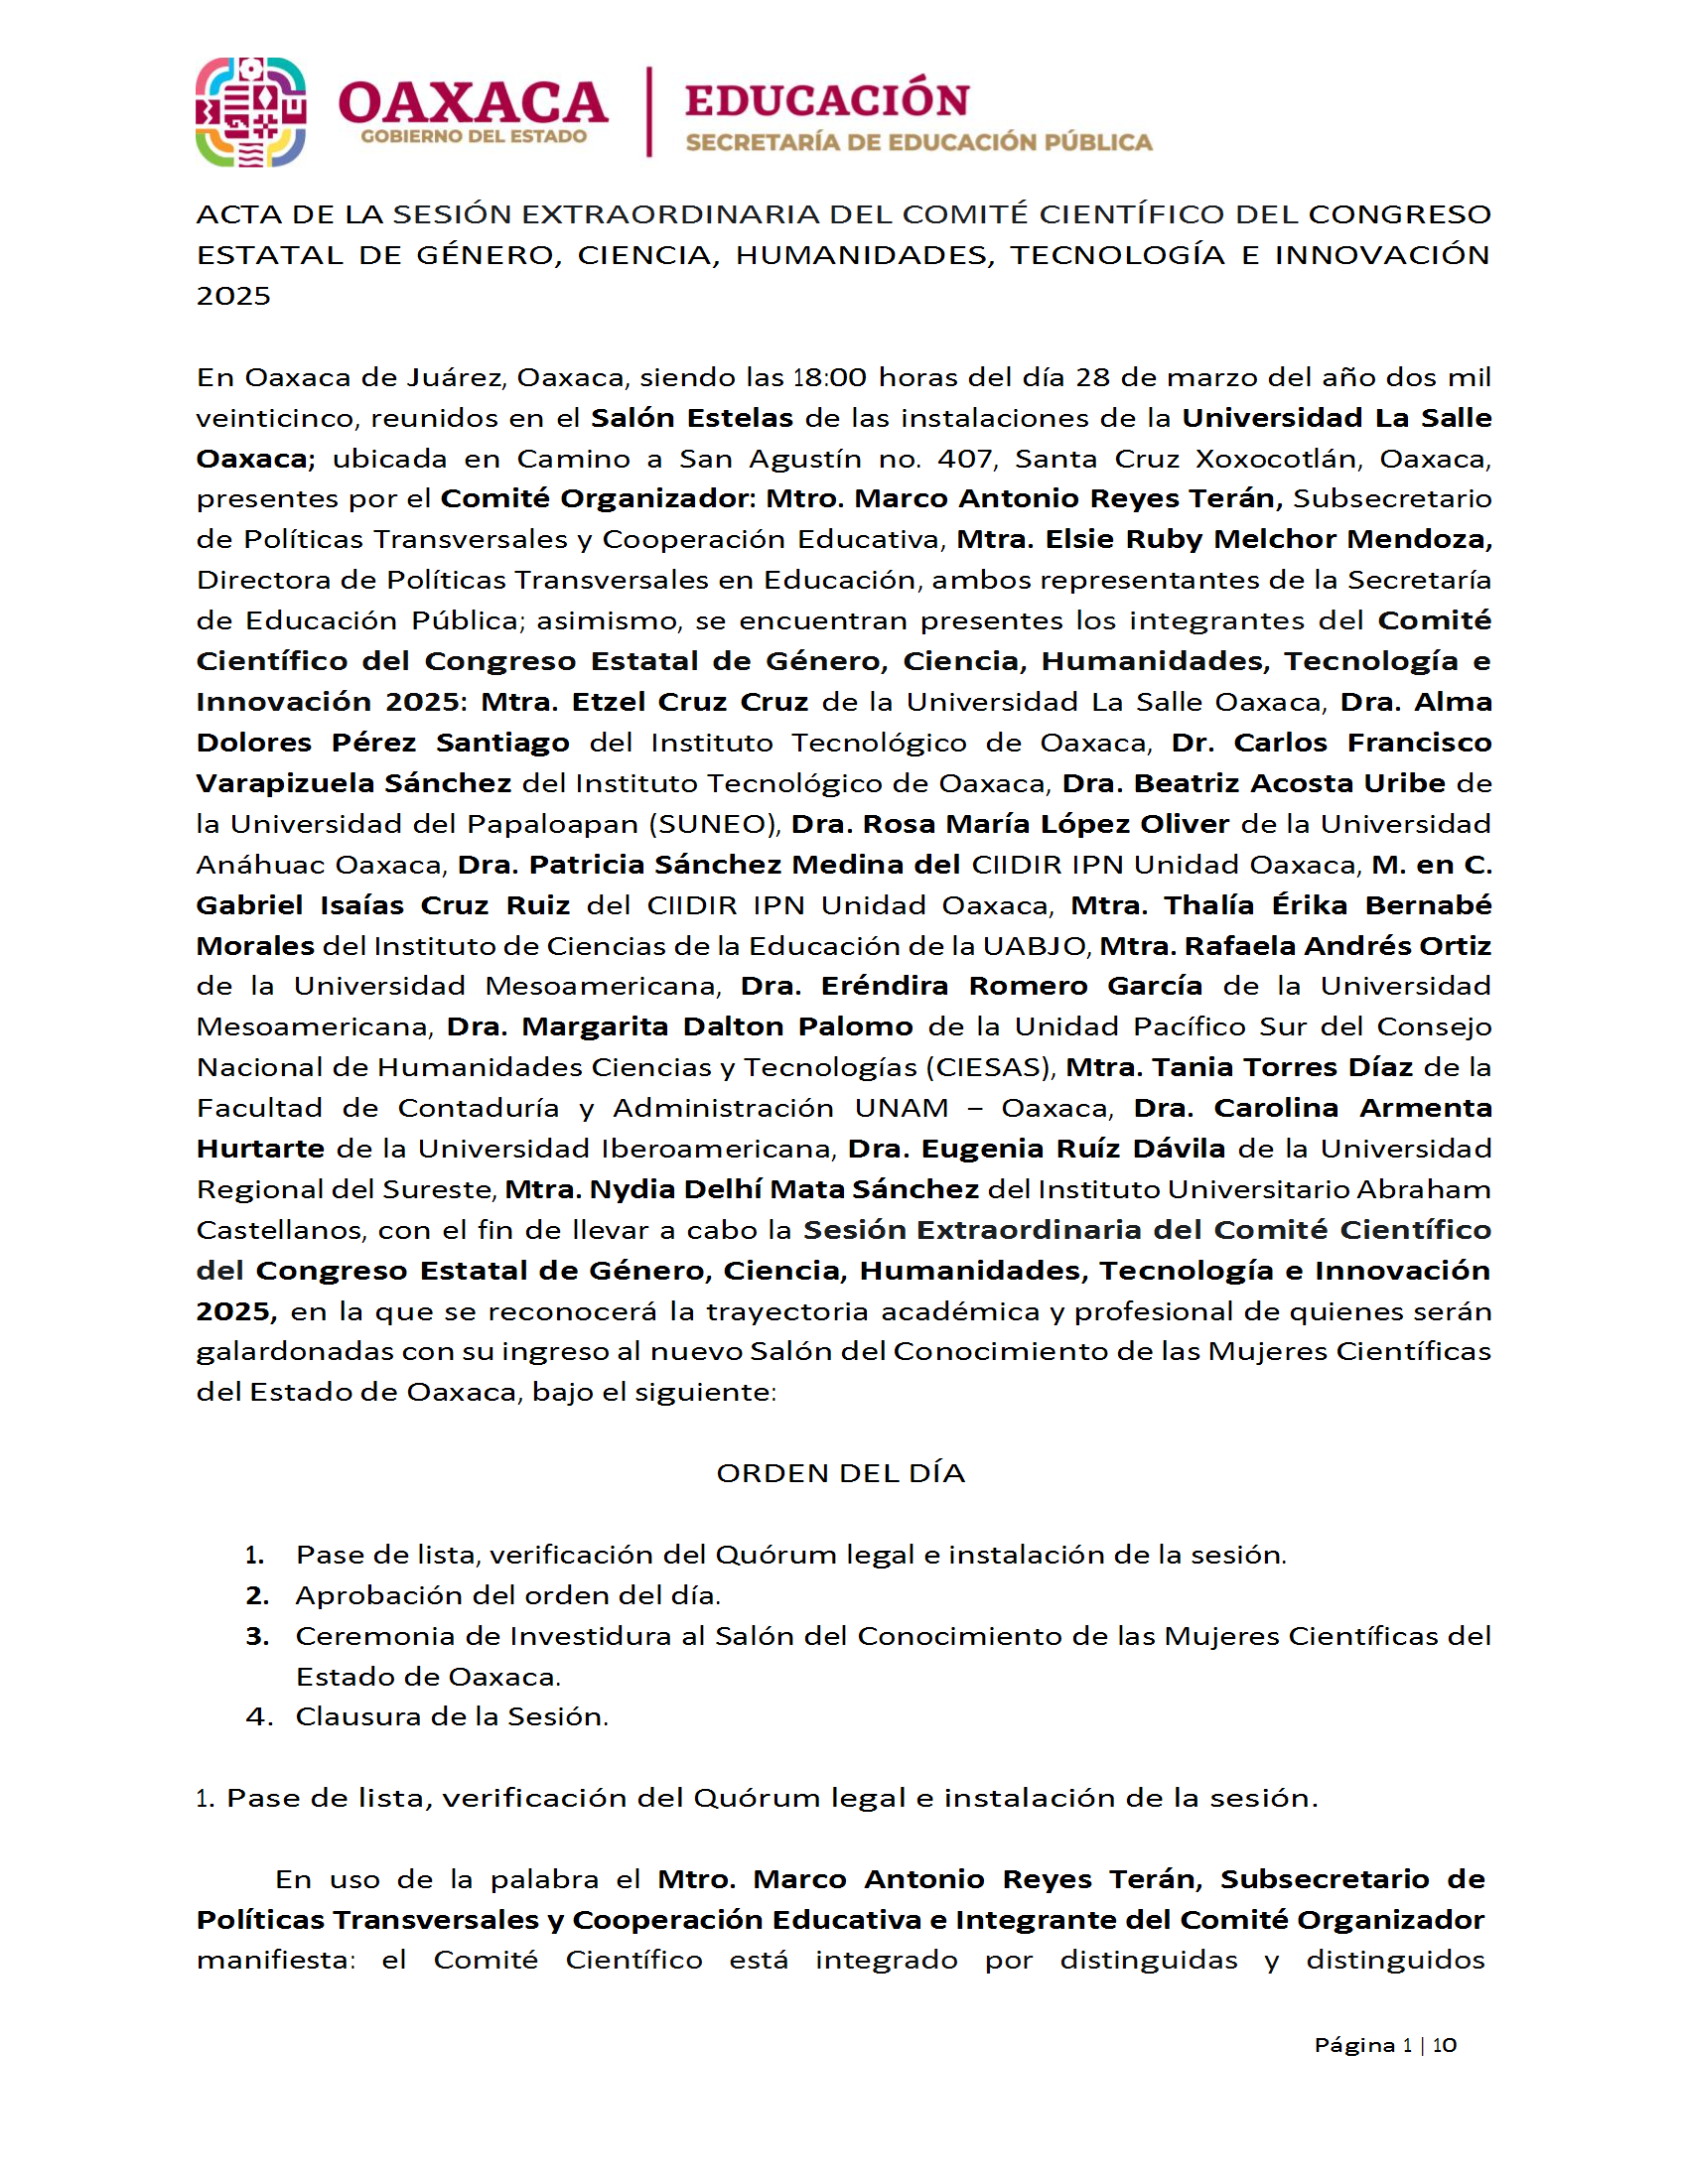 OAXACA
GOBIERNO DEL ESTADO
EDUCACIÓN
SECRETARÍA DE EDUCACIÓN PÚBLICA
ACTA DE LA SESIÓN EXTRAORDINARIA DEL COMITÉ CIENTÍFICO DEL CONGRESO
ESTATAL DE GÉNERO, CIENCIA, HUMANIDADES, TECNOLOGÍA E INNOVACIÓN
2025
En Oaxaca de Juárez, Oaxaca, siendo las 18:00 horas del día 28 de marzo del año dos mil
veinticinco, reunidos en el Salón Estelas de las instalaciones de la Universidad La Salle
Oaxaca; ubicada en Camino a San Agustín no. 407, Santa Cruz Xoxocotlán, Oaxaca,
presentes por el Comité Organizador: Mtro. Marco Antonio Reyes Terán, Subsecretario
de Políticas Transversales y Cooperación Educativa, Mtra. Elsie Ruby Melchor Mendoza,
Directora de Políticas Transversales en Educación, ambos representantes de la Secretaría
de Educación Pública; asimismo, se encuentran presentes los integrantes del Comité
Científico del Congreso Estatal de Género, Ciencia, Humanidades, Tecnología e
Innovación 2025: Mtra. Etzel Cruz Cruz de la Universidad La Salle Oaxaca, Dra. Alma
Dolores Pérez Santiago del Instituto Tecnológico de Oaxaca, Dr. Carlos Francisco
Varapizuela Sánchez del Instituto Tecnológico de Oaxaca, Dra. Beatriz Acosta Uribe de
la Universidad del Papaloapan (SUNEO), Dra. Rosa María López Oliver de la Universidad
Anáhuac Oaxaca, Dra. Patricia Sánchez Medina del CIIDIR IPN Unidad Oaxaca, M. en C.
Gabriel Isaías Cruz Ruiz del CIIDIR IPN Unidad Oaxaca, Mtra. Thalía Érika Bernabé
Morales del Instituto de Ciencias de la Educación de la UABJO, Mtra. Rafaela Andrés Ortiz
de la Universidad Mesoamericana, Dra. Eréndira Romero García de la Universidad
Mesoamericana, Dra. Margarita Dalton Palomo de la Unidad Pacífico Sur del Consejo
Nacional de Humanidades Ciencias y Tecnologías (CIESAS), Mtra. Tania Torres Díaz de la
Facultad de Contaduría y Administración UNAM – Oaxaca, Dra. Carolina Armenta
Hurtarte de la Universidad Iberoamericana, Dra. Eugenia Ruíz Dávila de la Universidad
Regional del Sureste, Mtra. Nydia Delhí Mata Sánchez del Instituto Universitario Abraham
Castellanos, con el fin de llevar a cabo la Sesión Extraordinaria del Comité Científico
del Congreso Estatal de Género, Ciencia, Humanidades, Tecnología e Innovación
2025, en la que se reconocerá la trayectoria académica y profesional de quienes serán
galardonadas con su ingreso al nuevo Salón del Conocimiento de las Mujeres Científicas
del Estado de Oaxaca, bajo el siguiente:
ORDEN DEL DÍA
1. Pase de lista, verificación del Quórum legal e instalación de la sesión.
2. Aprobación del orden del día.
3. Ceremonia de Investidura al Salón del Conocimiento de las Mujeres Científicas del
Estado de Oaxaca.
4. Clausura de la Sesión.
1. Pase de lista, verificación del Quórum legal e instalación de la sesión.
En uso de la palabra el Mtro. Marco Antonio Reyes Terán, Subsecretario de
Políticas Transversales y Cooperación Educativa e Integrante del Comité Organizador
manifiesta: el Comité Científico está integrado por distinguidas y distinguidos
Página 1 | 10